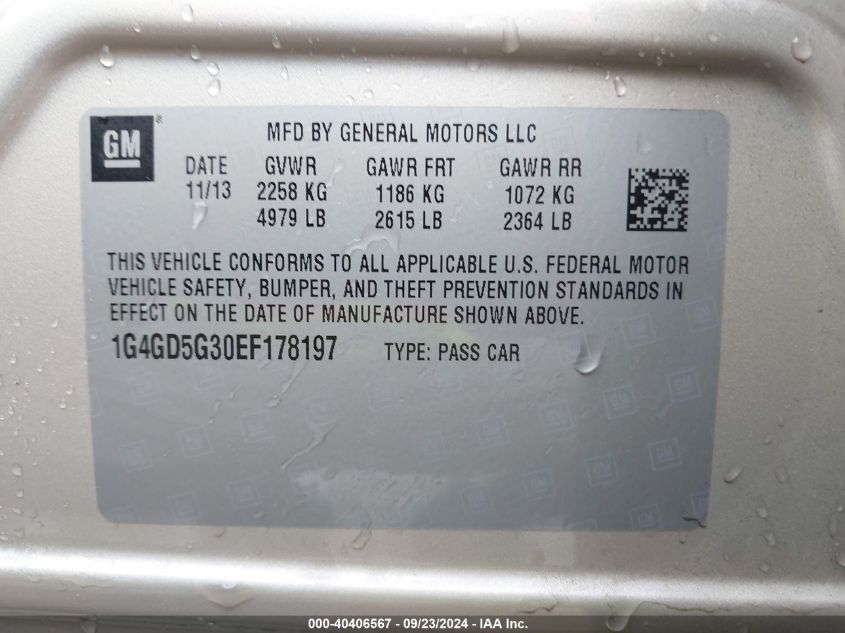 GM®
MFD BY GENERAL MOTORS LLC
DATE GVWR GAWR FRT GAWR RR
11/13 2258 KG 1186 KG 1072 KG
4979 LB 2615 LB 2364 LB
THIS VEHICLE CONFORMS TO ALL APPLICABLE U.S. FEDERAL MOTOR
VEHICLE SAFETY, BUMPER, AND THEFT PREVENTION STANDARDS IN
EFFECT ON THE DATE OF MANUFACTURE SHOWN ABOVE.
1G4GD5G30EF178197 TYPE: PASS CAR
000-40406567 - 09/23/2024 - IAA Inc.